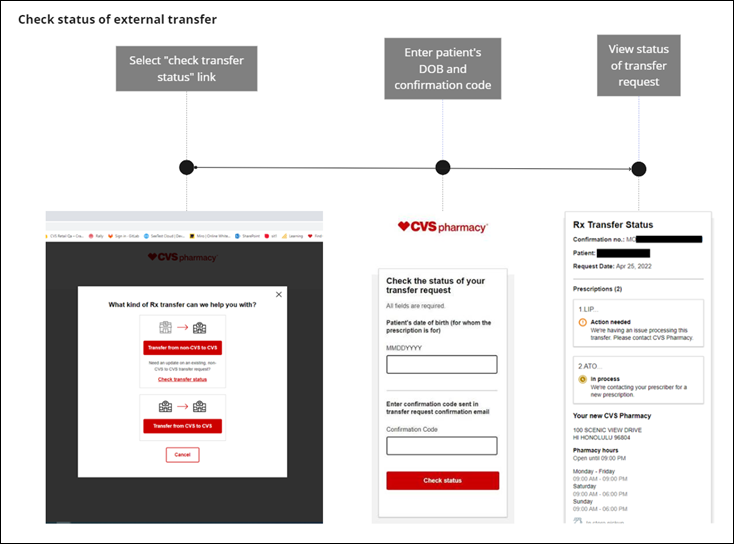 Check status of external transfer
Select "check transfer
status" link
Enter patient's
DOB and
confirmation code
View status
of transfer
request
CVS pharmacy
What kind of Rx transfer can we help you with?
Transfer from non-CVS to CVS
Need an update on an existing, non-
CVS to CVS transfer request?
Check transfer status
Transfer from CVS to CVS
Cancel
CVS pharmacy
Check the status of your
transfer request
All fields are required.
Patient's date of birth (for whom the
prescription is for)
MMDDYYYY
Enter confirmation code sent in
transfer request confirmation email
Confirmation Code
Check status
Rx Transfer Status
Confirmation no.:
Patient:
Request Date: Apr 25, 2022
Prescriptions (2)
1.LIP...
Action needed
We're having an issue processing this
transfer. Please contact CVS Pharmacy.
2.ATO...
In process
We're contacting your prescriber for a
new prescription.
Your new CVS Pharmacy
100 SCENIC VIEW DRIVE
HI HONOLULU 96804
Pharmacy hours
Open until 09:00 PM
Monday - Friday
09:00 AM - 09:00 PM
Saturday
09:00 AM - 06:00 PM
Sunday
09:00 AM - 06:00 PM